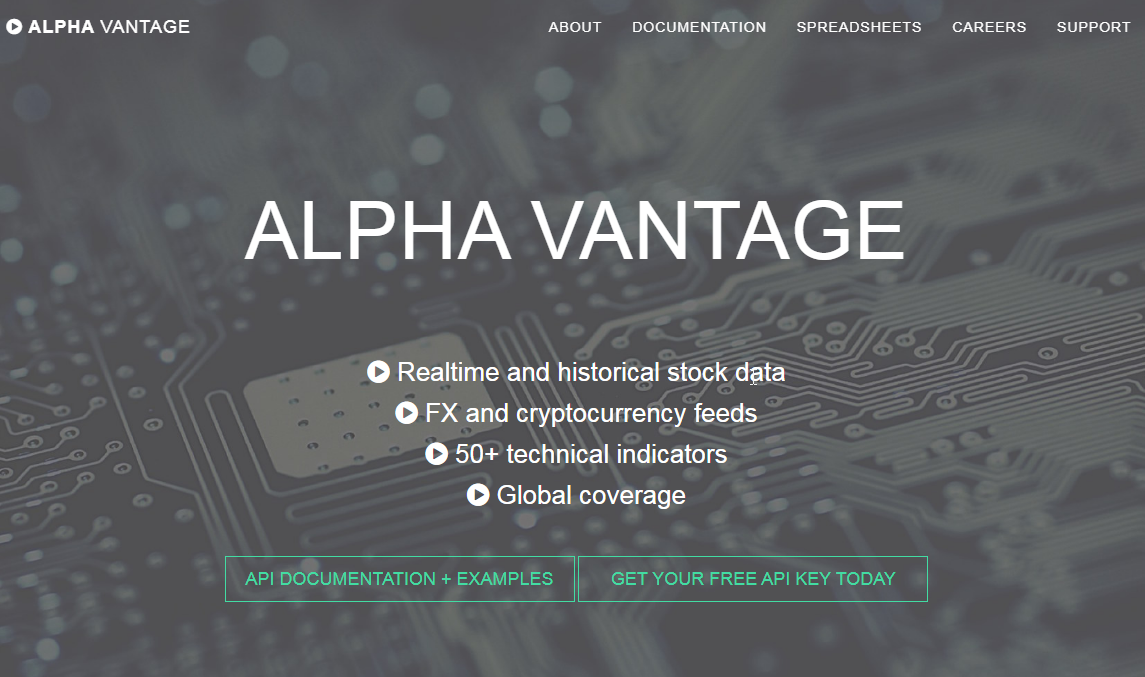 ALPHA VANTAGE
ABOUT DOCUMENTATION SPREADSHEETS CAREERS SUPPORT
ALPHA VANTAGE
Realtime and historical stock data
FX and cryptocurrency feeds
50+ technical indicators
Global coverage
API DOCUMENTATION + EXAMPLES
GET YOUR FREE API KEY TODAY